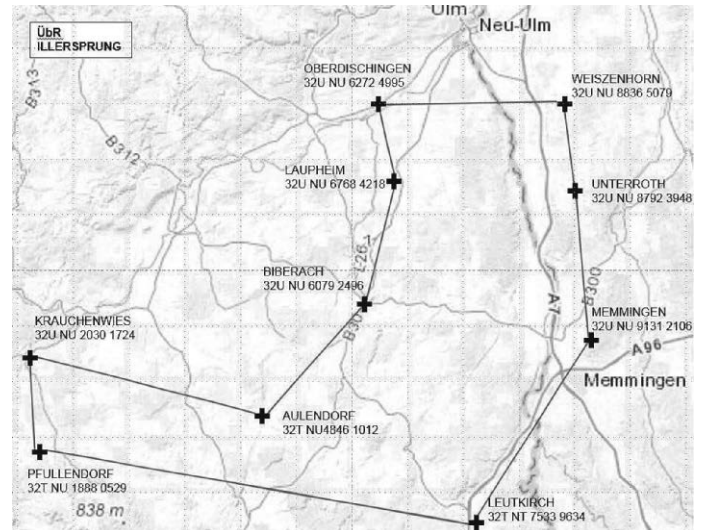 Ulm
Neu-Ulm
ÜbR
ILLERSPRUNG
OBERDISCHINGEN
32U NU 6272 4995
WEISZENHORN
32U NU 8836 5079
B313
B312
LAUPHEIM
32U NU 6768 4218
UNTERROTH
32U NU 8792 3948
BIBERACH
32U NU 6079 2496
B300
A7
MEMMINGEN
32U NU 9131 2106
KRAUCHENWIES
32U NU 2030 1724
A96
Memmingen
AULENDORF
32T NU4846 1012
PFULLENDORF
32T NU 1888 0529
838 m
LEUTKIRCH
32T NT 7533 9634